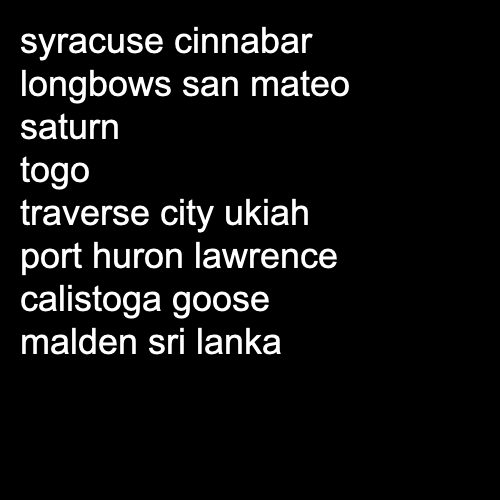 syracuse cinnabar
longbows san mateo
saturn
togo
traverse city ukiah
port huron lawrence
calistoga goose
malden sri lanka